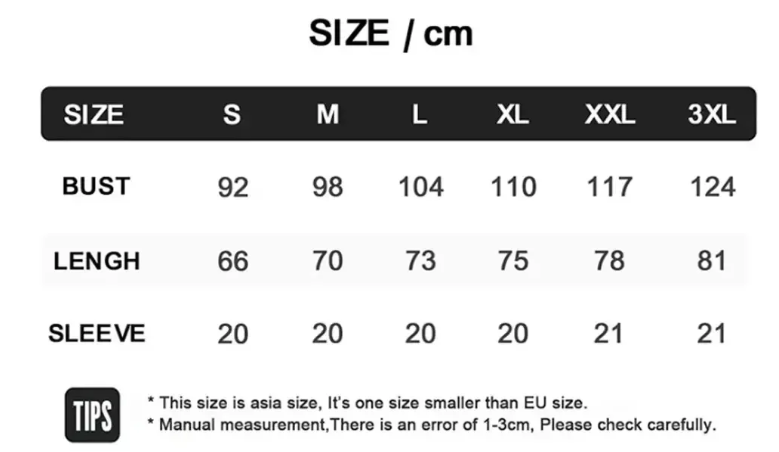 SIZE / cm
SIZE S M L XL XXL 3XL
BUST 92 98 104 110 117 124
LENGH 66 70 73 75 78 81
SLEEVE 20 20 20 20 21 21
TIPS
* This size is asia size, It's one size smaller than EU size.
* Manual measurement,There is an error of 1-3cm, Please check carefully.